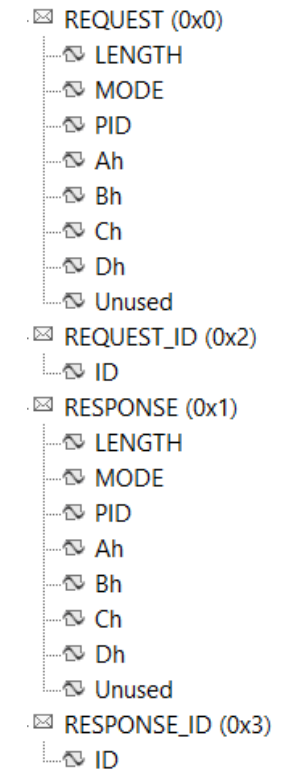 REQUEST (0x0)
LENGTH
MODE
PID
Ah
Bh
Ch
Dh
Unused
REQUEST_ID (0x2)
ID
RESPONSE (0x1)
LENGTH
MODE
PID
Ah
Bh
Ch
Dh
Unused
RESPONSE_ID (0x3)
ID